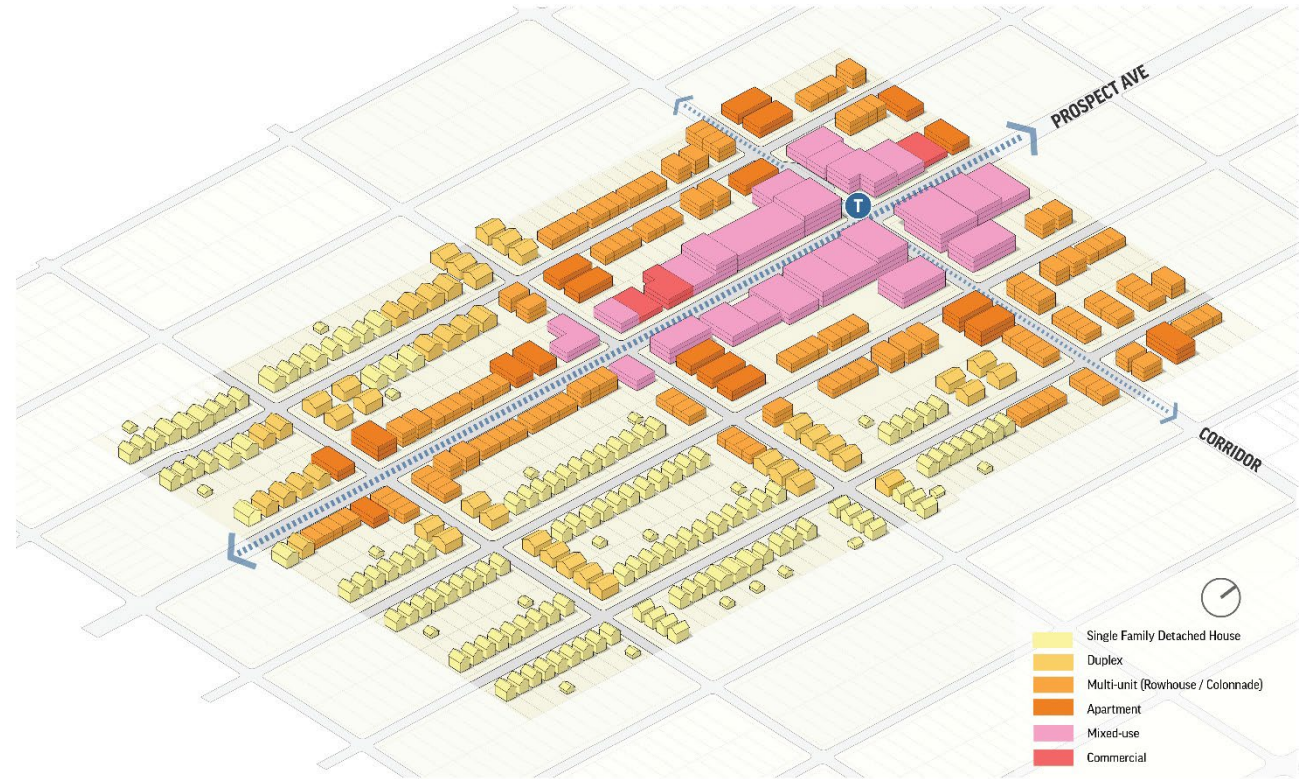 PROSPECT AVE
T
CORRIDOR
Single Family Detached House
Duplex
Multi-unit (Rowhouse / Colonnade)
Apartment
Mixed-use
Commercial